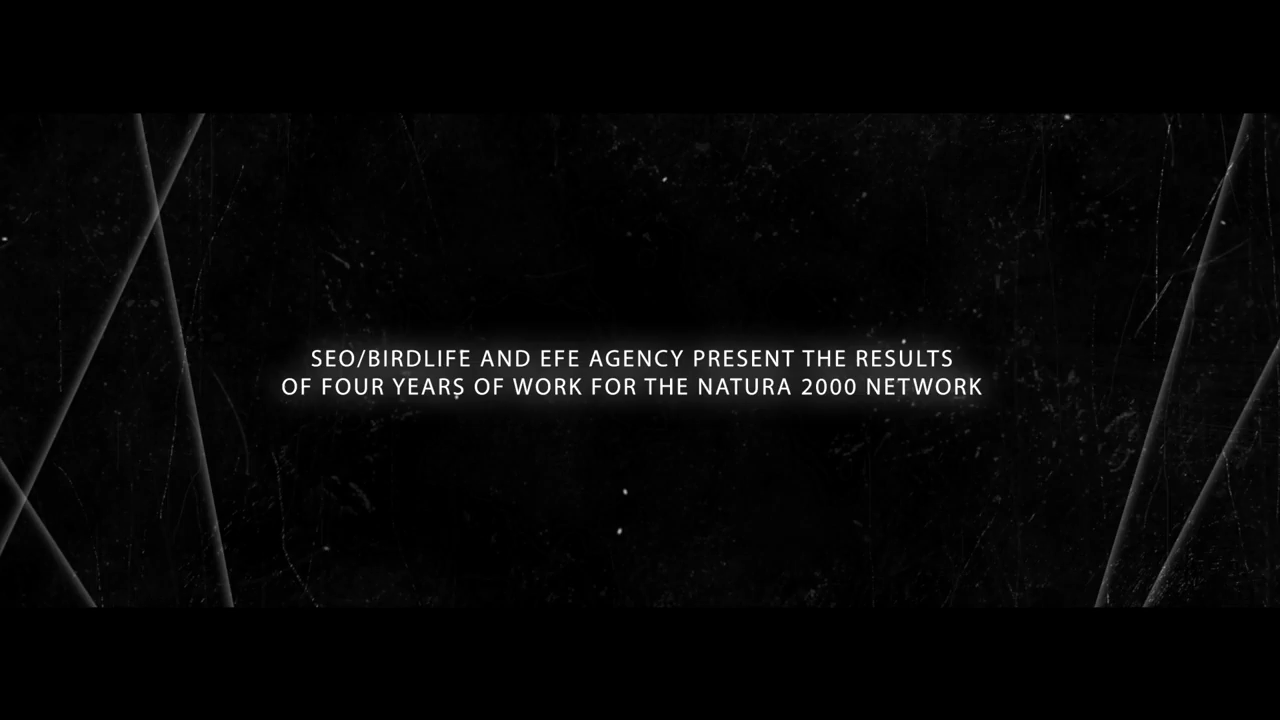 SEO/BIRDLIFE AND EFE AGENCY PRESENT THE RESULTS
OF FOUR YEARS OF WORK FOR THE NATURA 2000 NETWORK